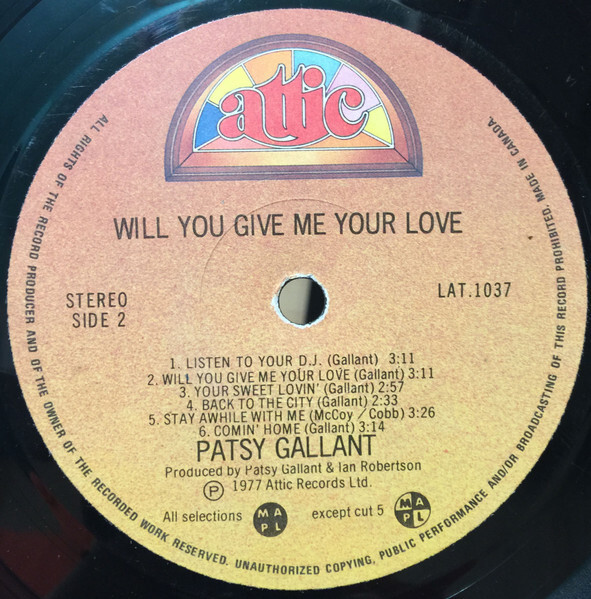 attic
WILL YOU GIVE ME YOUR LOVE
STEREO
SIDE 2
LAT.1037
1. LISTEN TO YOUR D.J. (Gallant) 3:11
2. WILL YOU GIVE ME YOUR LOVE (Gallant) 3:11
3. YOUR SWEET LOVIN' (Gallant) 2:57
4. BACK TO THE CITY (Gallant) 2:33
5. STAY AWHILE WITH ME (McCoy / Cobb) 3:26
6. COMIN' HOME (Gallant) 3:14
PATSY GALLANT
Produced by Patsy Gallant & Ian Robertson
Ⓟ 1977 Attic Records Ltd.
All selections MAPL except cut 5 MAPL
ALL RIGHTS OF THE RECORD PRODUCER AND OF THE OWNER OF THE RECORDED WORK RESERVED. UNAUTHORIZED COPYING, PUBLIC PERFORMANCE AND/OR BROADCASTING OF THIS RECORD PROHIBITED. MADE IN CANADA.